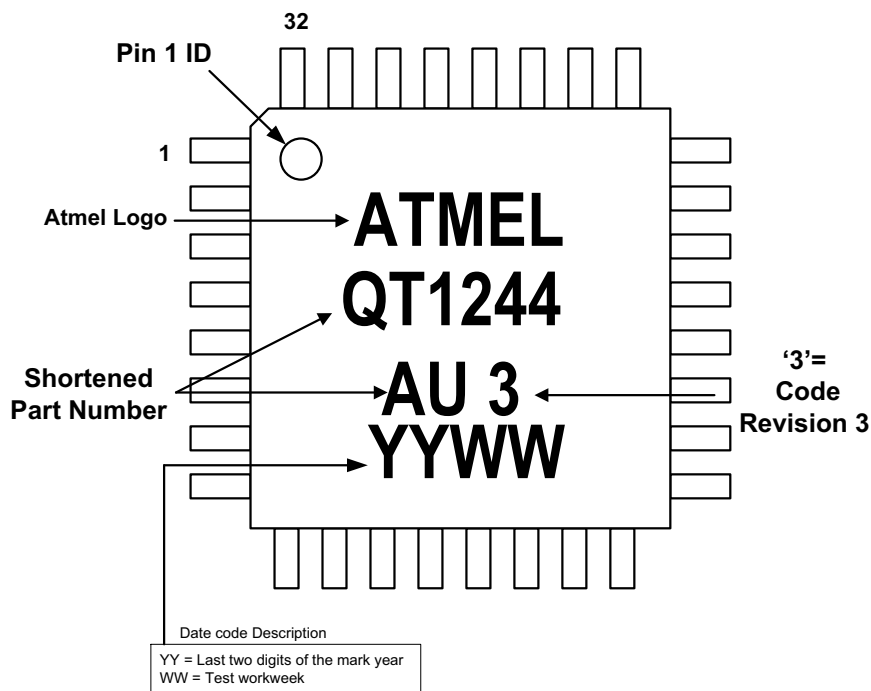 32
Pin 1 ID
1
Atmel Logo
ATMEL
QT1244
Shortened
Part Number
AU 3
‘3’=
Code
Revision 3
YYWW
Date code Description
YY = Last two digits of the mark year
WW = Test workweek